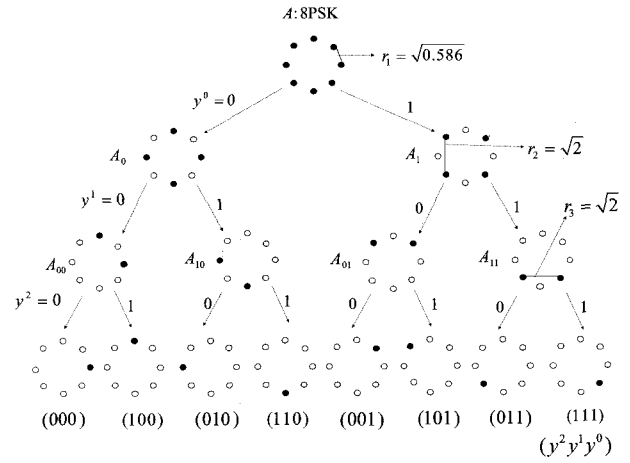 A: 8PSK
r₁ = √0.586
y⁰ = 0
1
A₀
A₁
r₂ = √2
y¹ = 0
1
0
1
r₃ = √2
A₀₀
A₁₀
A₀₁
A₁₁
y² = 0
1
0
1
0
1
0
1
(000) (100) (010) (110) (001) (101) (011) (111)
(y²y¹y⁰)